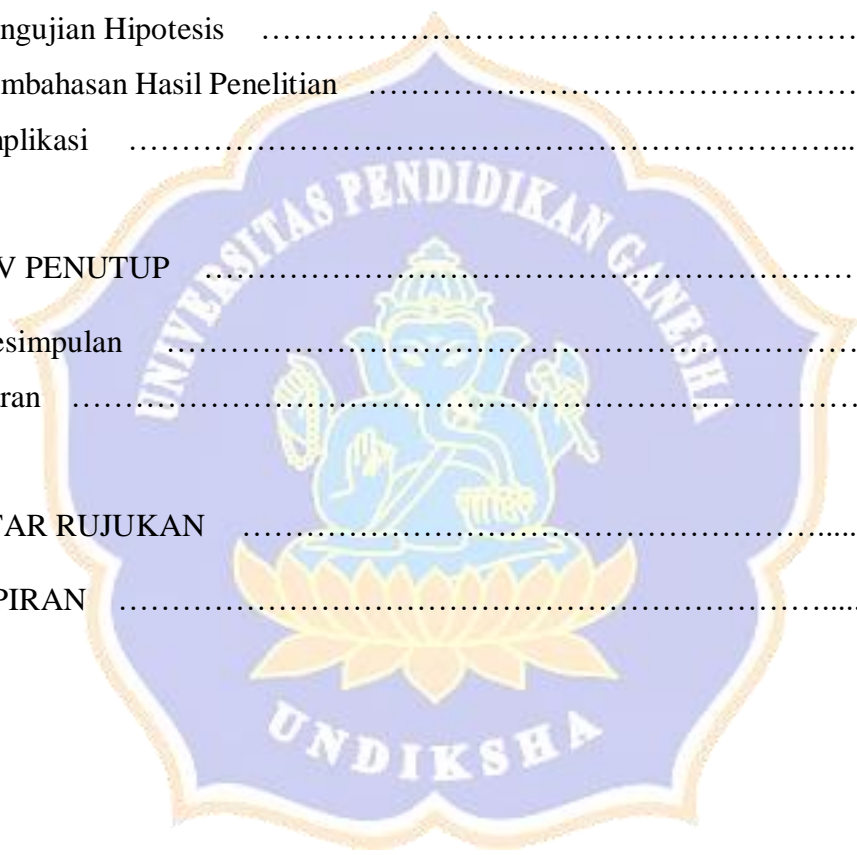 ngujian Hipotesis ……………………………………………………
mbahasan Hasil Penelitian ……………………………………………
plikasi …………………………………………………………...
UNIVERSITAS PENDIDIKAN GANESHA
V PENUTUP ………………………………………………………
esimpulan ……………………………………………………………
ran ……………………………………………………………………
TAR RUJUKAN ………………………………………………….....
PIRAN …………………………………………………………….....
UNDIKSHA